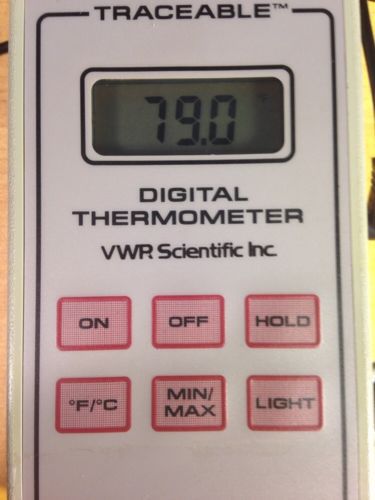 TRACEABLE™
79.0 °F
DIGITAL
THERMOMETER
VWR Scientific Inc.
ON OFF HOLD
°F/°C MIN/MAX LIGHT